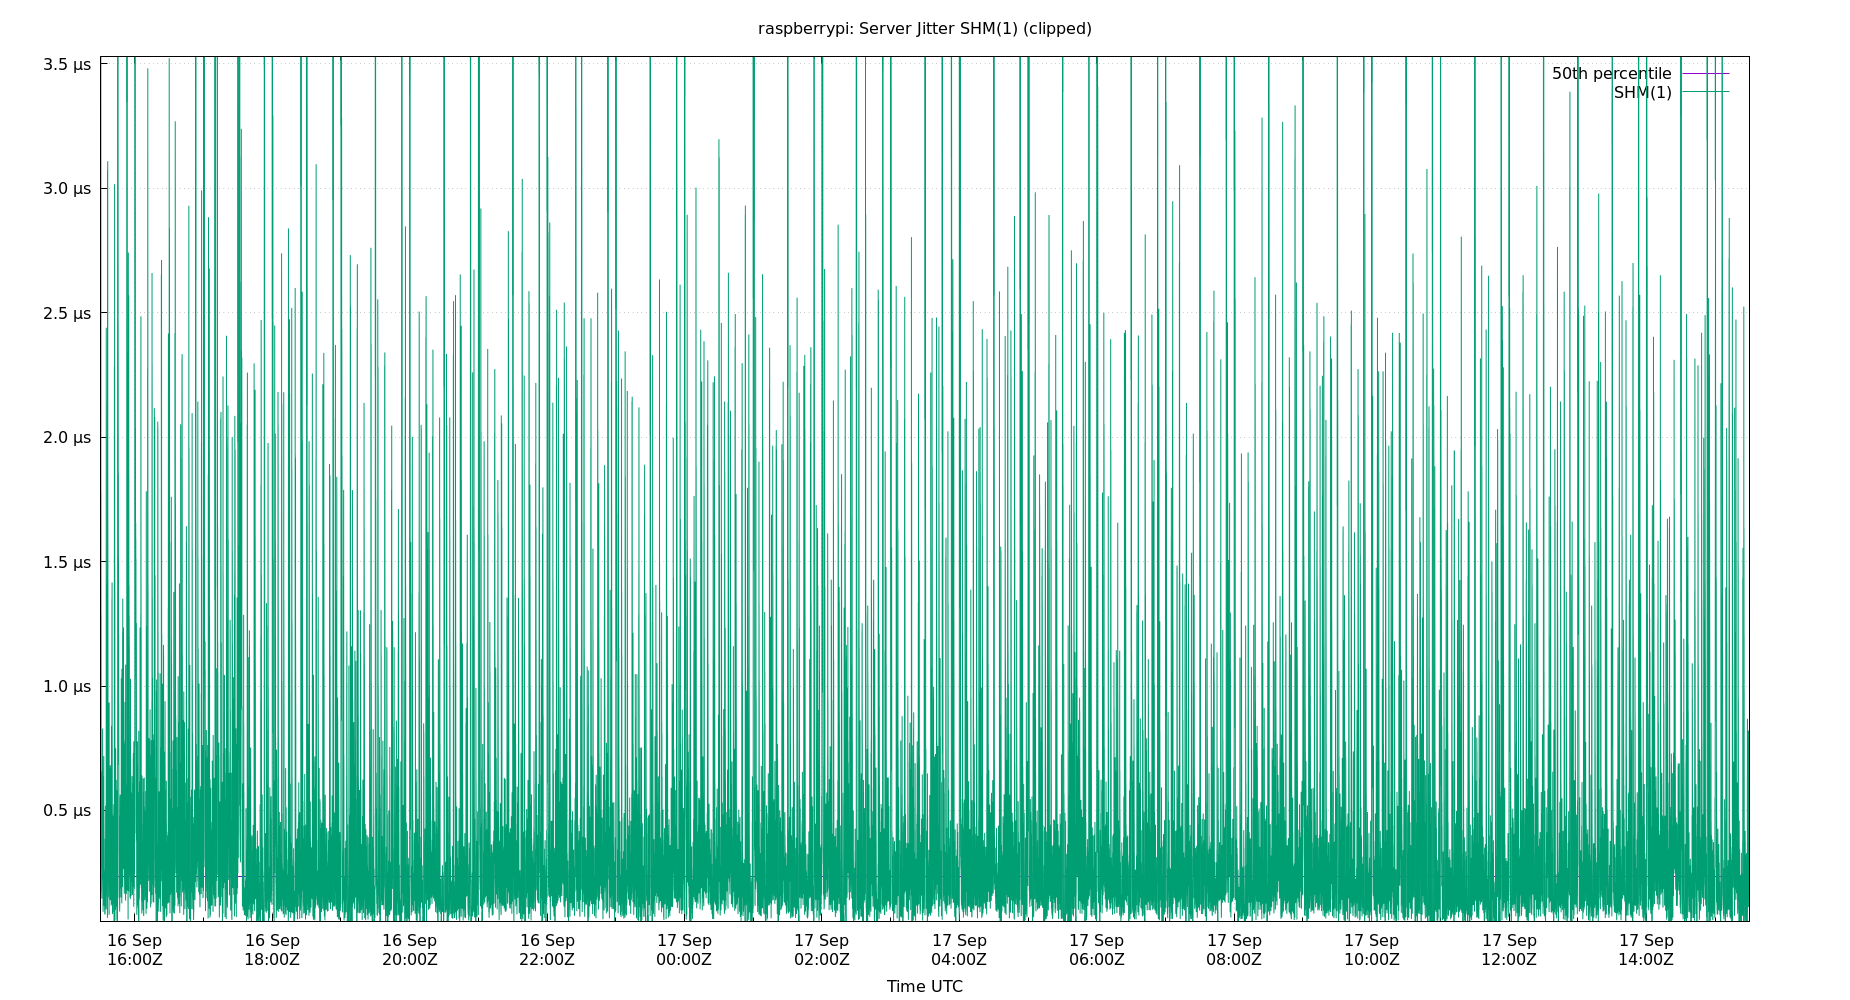 raspberrypi: Server Jitter SHM(1) (clipped)
3.5 µs
50th percentile
SHM(1)
3.0 µs
2.5 µs
2.0 µs
1.5 µs
1.0 µs
0.5 µs
16 Sep 16 Sep 16 Sep 16 Sep 17 Sep 17 Sep 17 Sep 17 Sep 17 Sep 17 Sep 17 Sep 17 Sep
16:00Z 18:00Z 20:00Z 22:00Z 00:00Z 02:00Z 04:00Z 06:00Z 08:00Z 10:00Z 12:00Z 14:00Z
Time UTC